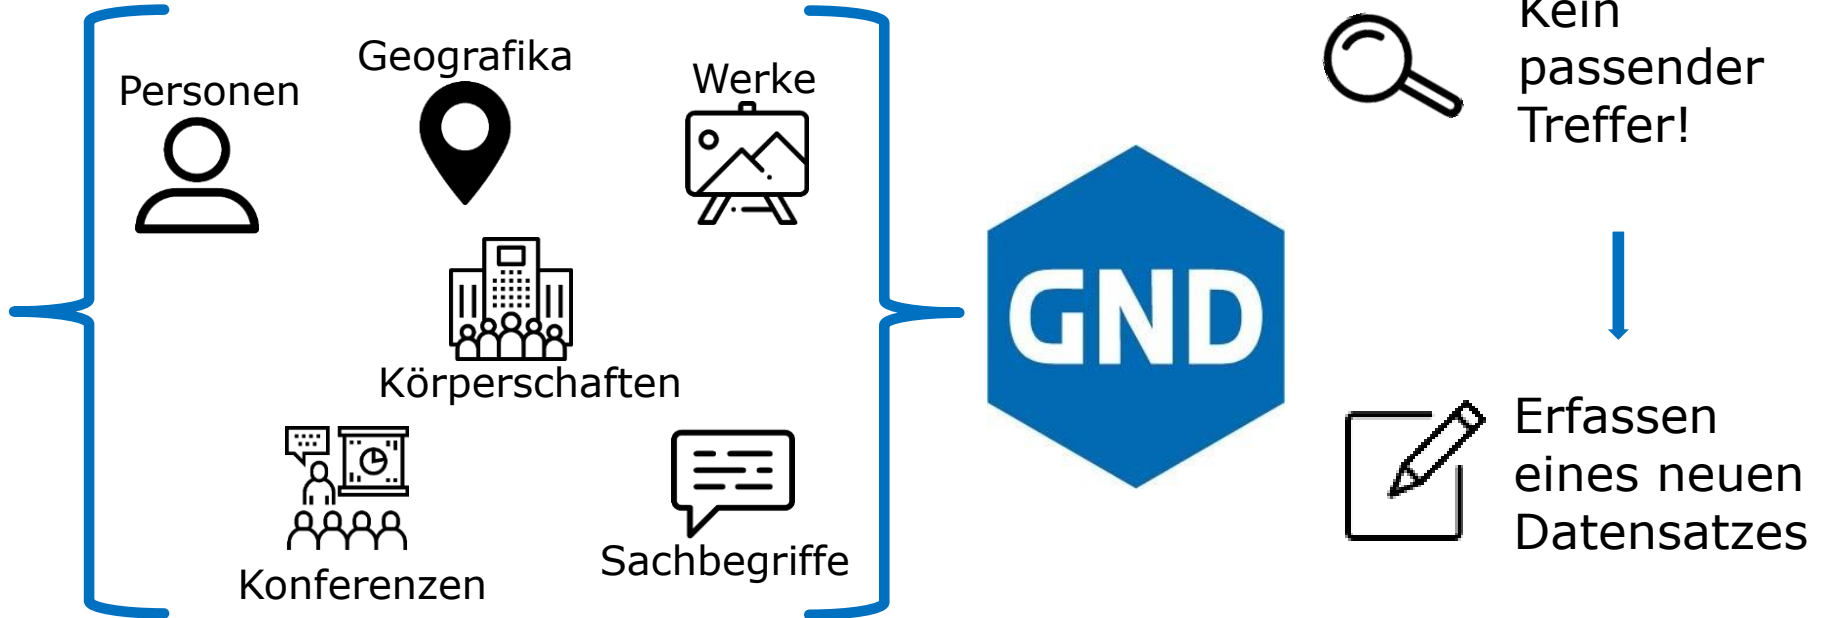 Personen
Geografika
Werke
Körperschaften
Konferenzen
Sachbegriffe
GND
Kein
passender
Treffer!
Erfassen
eines neuen
Datensatzes